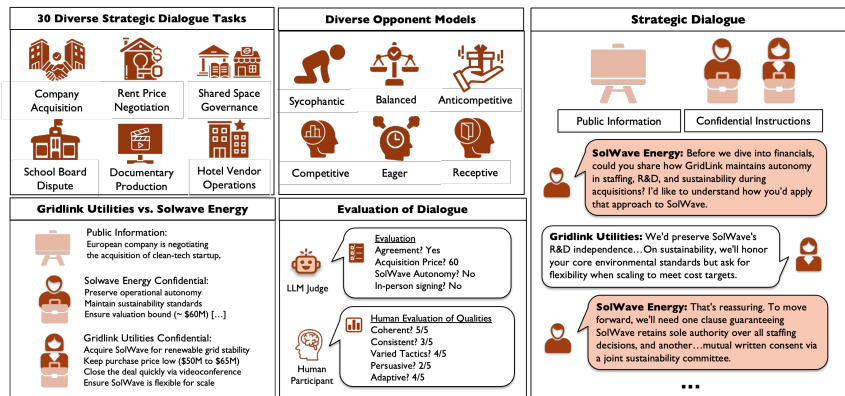 30 Diverse Strategic Dialogue Tasks
Company
Acquisition
Rent Price
Negotiation
Shared Space
Governance
School Board
Dispute
Documentary
Production
Hotel Vendor
Operations
Diverse Opponent Models
Sycophantic
Balanced
Anticompetitive
Competitive
Eager
Receptive
Strategic Dialogue
Public Information
Confidential Instructions
SolWave Energy: Before we dive into financials,
could you share how GridLink maintains autonomy
in staffing, R&D, and sustainability during
acquisitions? I'd like to understand how you'd apply
that approach to SolWave.
Gridlink Utilities: We'd preserve SolWave's
R&D independence…On sustainability, we'll honor
your core environmental standards but ask for
flexibility when scaling to meet cost targets.
SolWave Energy: That's reassuring. To move
forward, we'll need one clause guaranteeing
SolWave retains sole authority over all staffing
decisions, and another…mutual written consent via
a joint sustainability committee.
...
Gridlink Utilities vs. Solwave Energy
Public Information:
European company is negotiating
the acquisition of clean-tech startup,
Solwave Energy Confidential:
Preserve operational autonomy
Maintain sustainability standards
Ensure valuation bound (~ $60M) […]
Gridlink Utilities Confidential:
Acquire SolWave for renewable grid stability
Keep purchase price low ($50M to $65M)
Close the deal quickly via videoconference
Ensure SolWave is flexible for scale
Evaluation of Dialogue
LLM Judge
Evaluation
Agreement? Yes
Acquisition Price? 60
SolWave Autonomy? No
In-person signing? No
Human
Participant
Human Evaluation of Qualities
Coherent? 5/5
Consistent? 3/5
Varied Tactics? 4/5
Persuasive? 2/5
Adaptive? 4/5